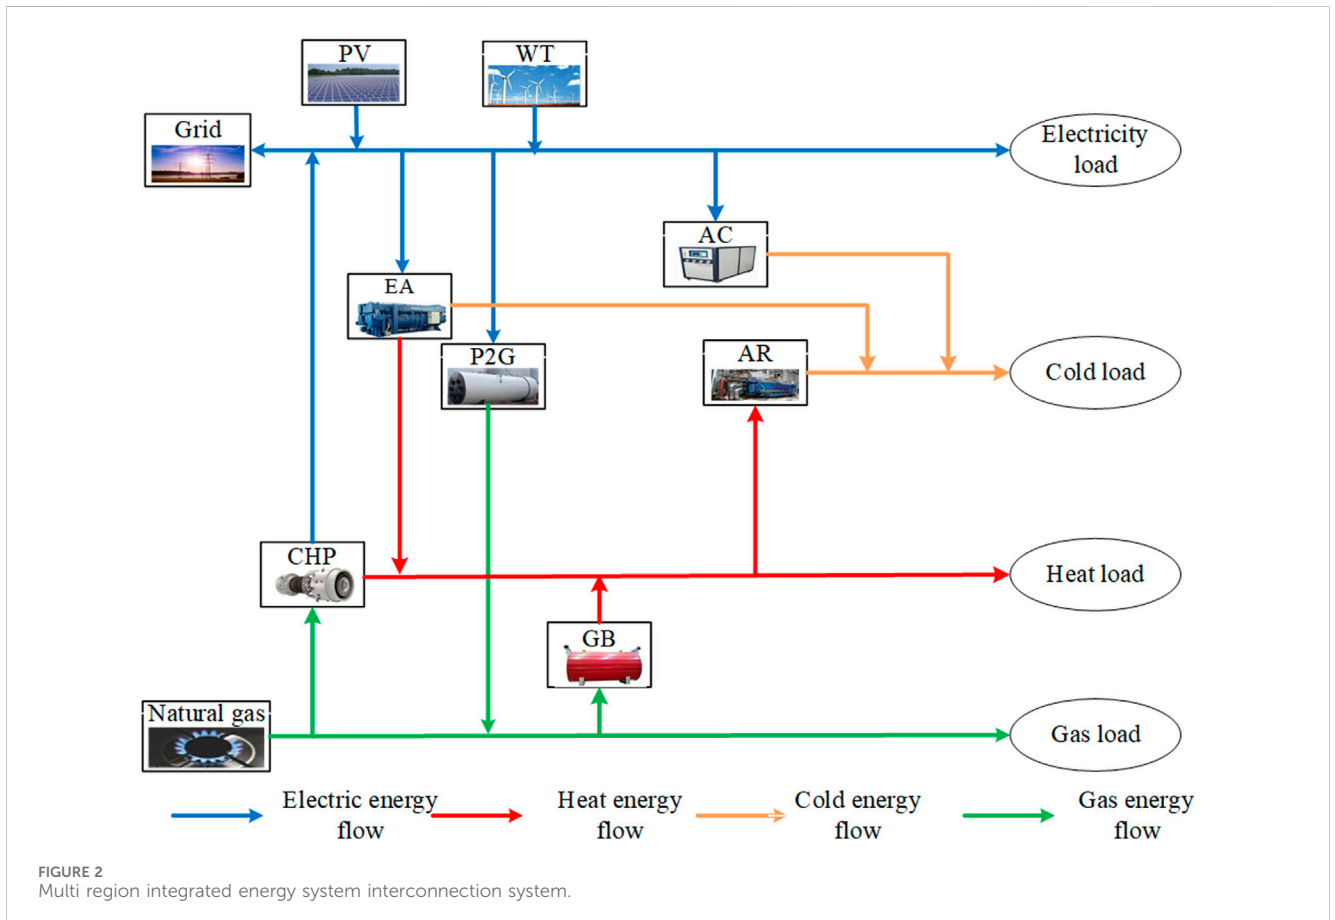 PV
WT
Grid
Electricity
load
AC
EA
P2G
AR
Cold load
CHP
Heat load
GB
Natural gas
Gas load
Electric energy
flow
Heat energy
flow
Cold energy
flow
Gas energy
flow
FIGURE 2
Multi region integrated energy system interconnection system.